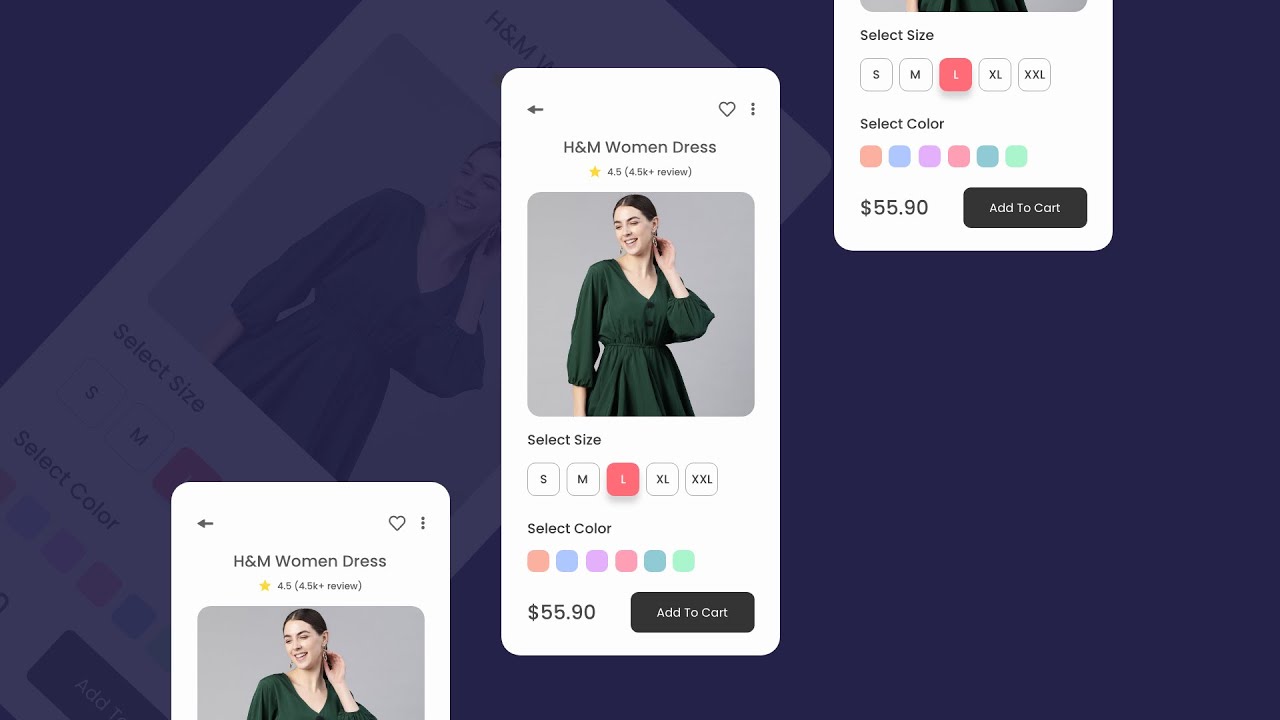 H&M W
Select Size
S
M
Select Color
Add To
H&M Women Dress
4.5 (4.5k+ review)
H&M Women Dress
4.5 (4.5k+ review)
Select Size
S M L XL XXL
Select Color
$55.90 Add To Cart
Select Size
S M L XL XXL
Select Color
$55.90 Add To Cart